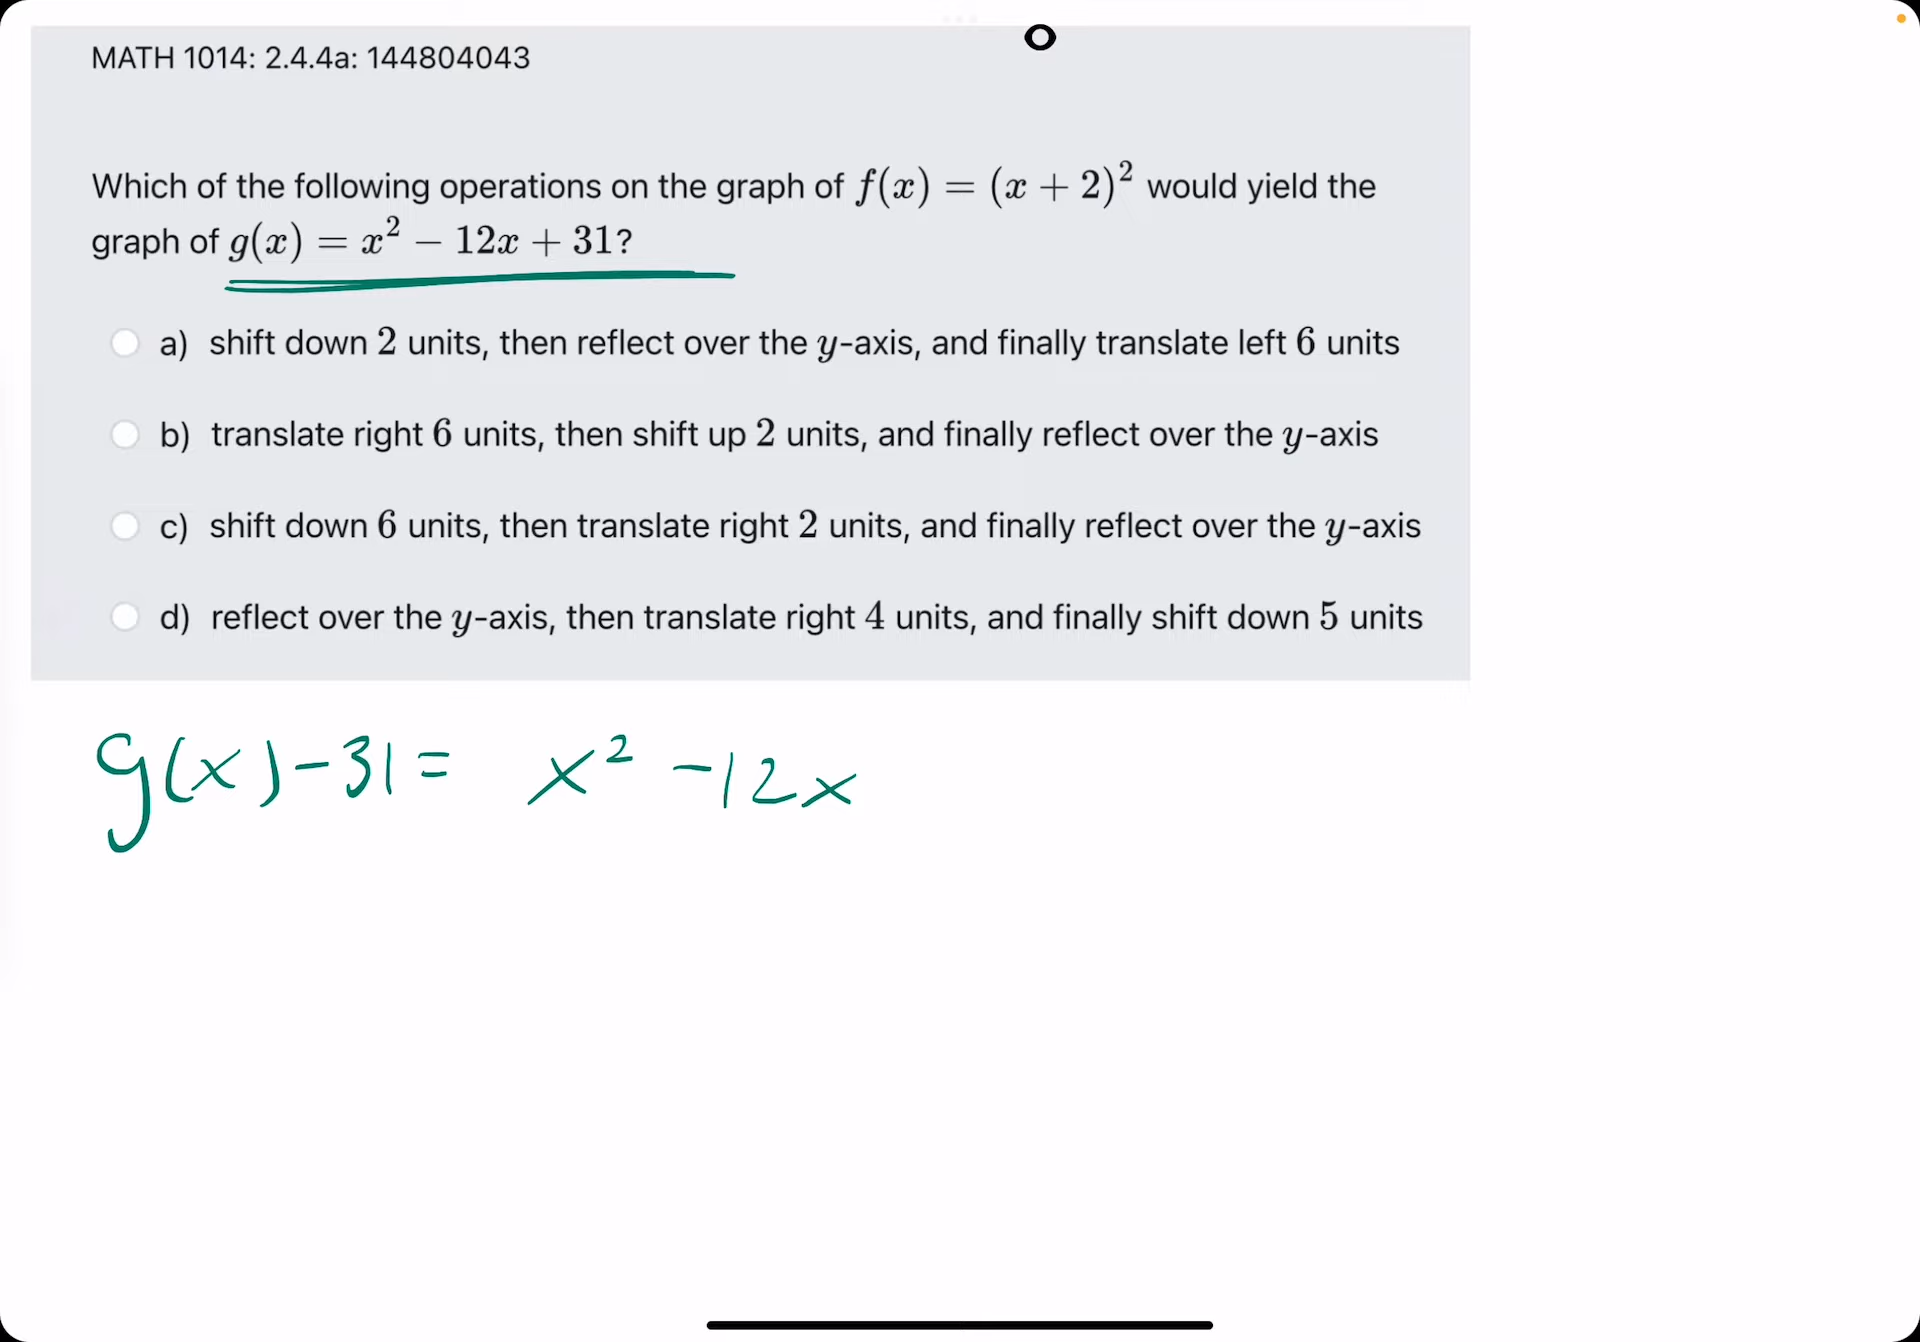 MATH 1014: 2.4.4a: 144804043
Which of the following operations on the graph of f(x) = (x + 2)² would yield the
graph of g(x) = x² − 12x + 31?
a) shift down 2 units, then reflect over the y-axis, and finally translate left 6 units
b) translate right 6 units, then shift up 2 units, and finally reflect over the y-axis
c) shift down 6 units, then translate right 2 units, and finally reflect over the y-axis
d) reflect over the y-axis, then translate right 4 units, and finally shift down 5 units
g(x)-31= x² -12x